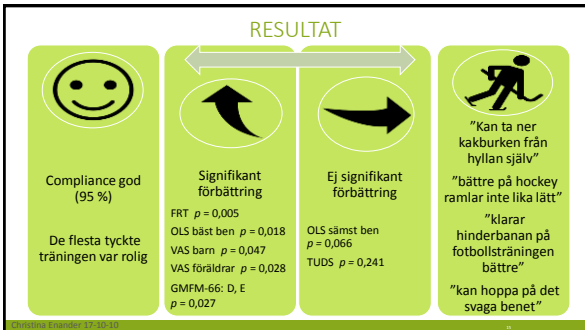 RESULTAT
Compliance god
(95 %)
De flesta tyckte
träningen var rolig
Signifikant
förbättring
FRT p = 0,005
OLS bäst ben p = 0,018
VAS barn p = 0,047
VAS föräldrar p = 0,028
GMFM-66: D, E
p = 0,027
Ej signifikant
förbättring
OLS sämst ben
p = 0,066
TUDS p = 0,241
”Kan ta ner
kakburken från
hyllan själv”
”bättre på hockey
ramlar inte lika lätt”
”klarar
hinderbanan på
fotbollsträningen
bättre”
”kan hoppa på det
svaga benet”
Christina Enander 17-10-10